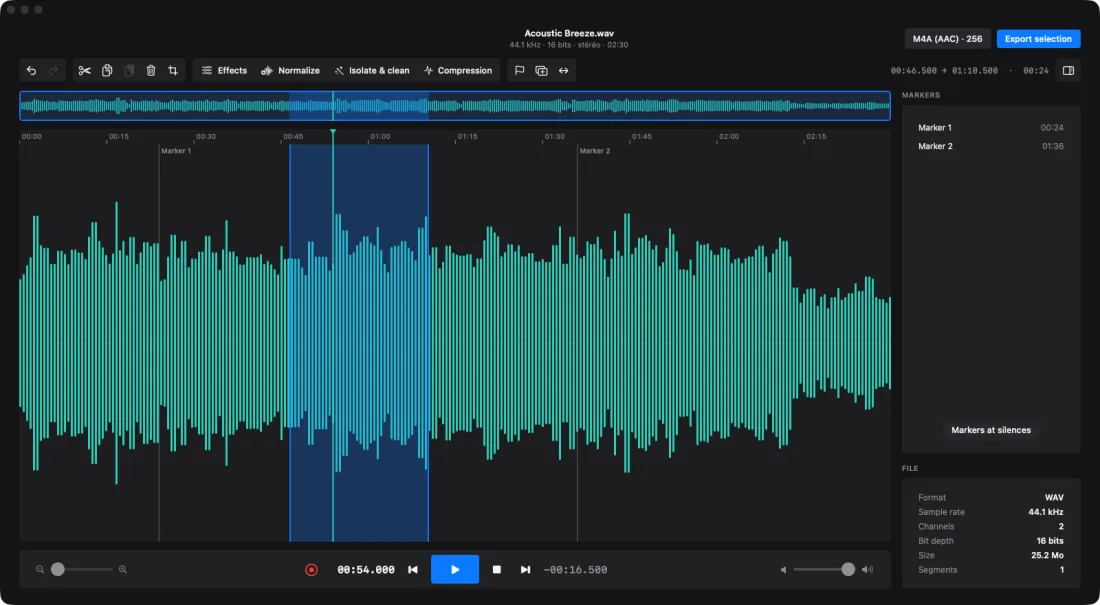 Acoustic Breeze.wav
44.1 kHz · 16 bits · stéréo · 02:30
M4A (AAC) · 256
Export selection
Effects
Normalize
Isolate & clean
Compression
00:46.500 → 01:10.500 · 00:24
MARKERS
00:00 00:15 00:30 00:45 01:00 01:15 01:30 01:45 02:00 02:15
Marker 1
Marker 2
Marker 1 00:24
Marker 2 01:36
Markers at silences
FILE
Format WAV
Sample rate 44.1 kHz
Channels 2
Bit depth 16 bits
Size 25.2 Mo
Segments 1
00:54.000
-00:16.500